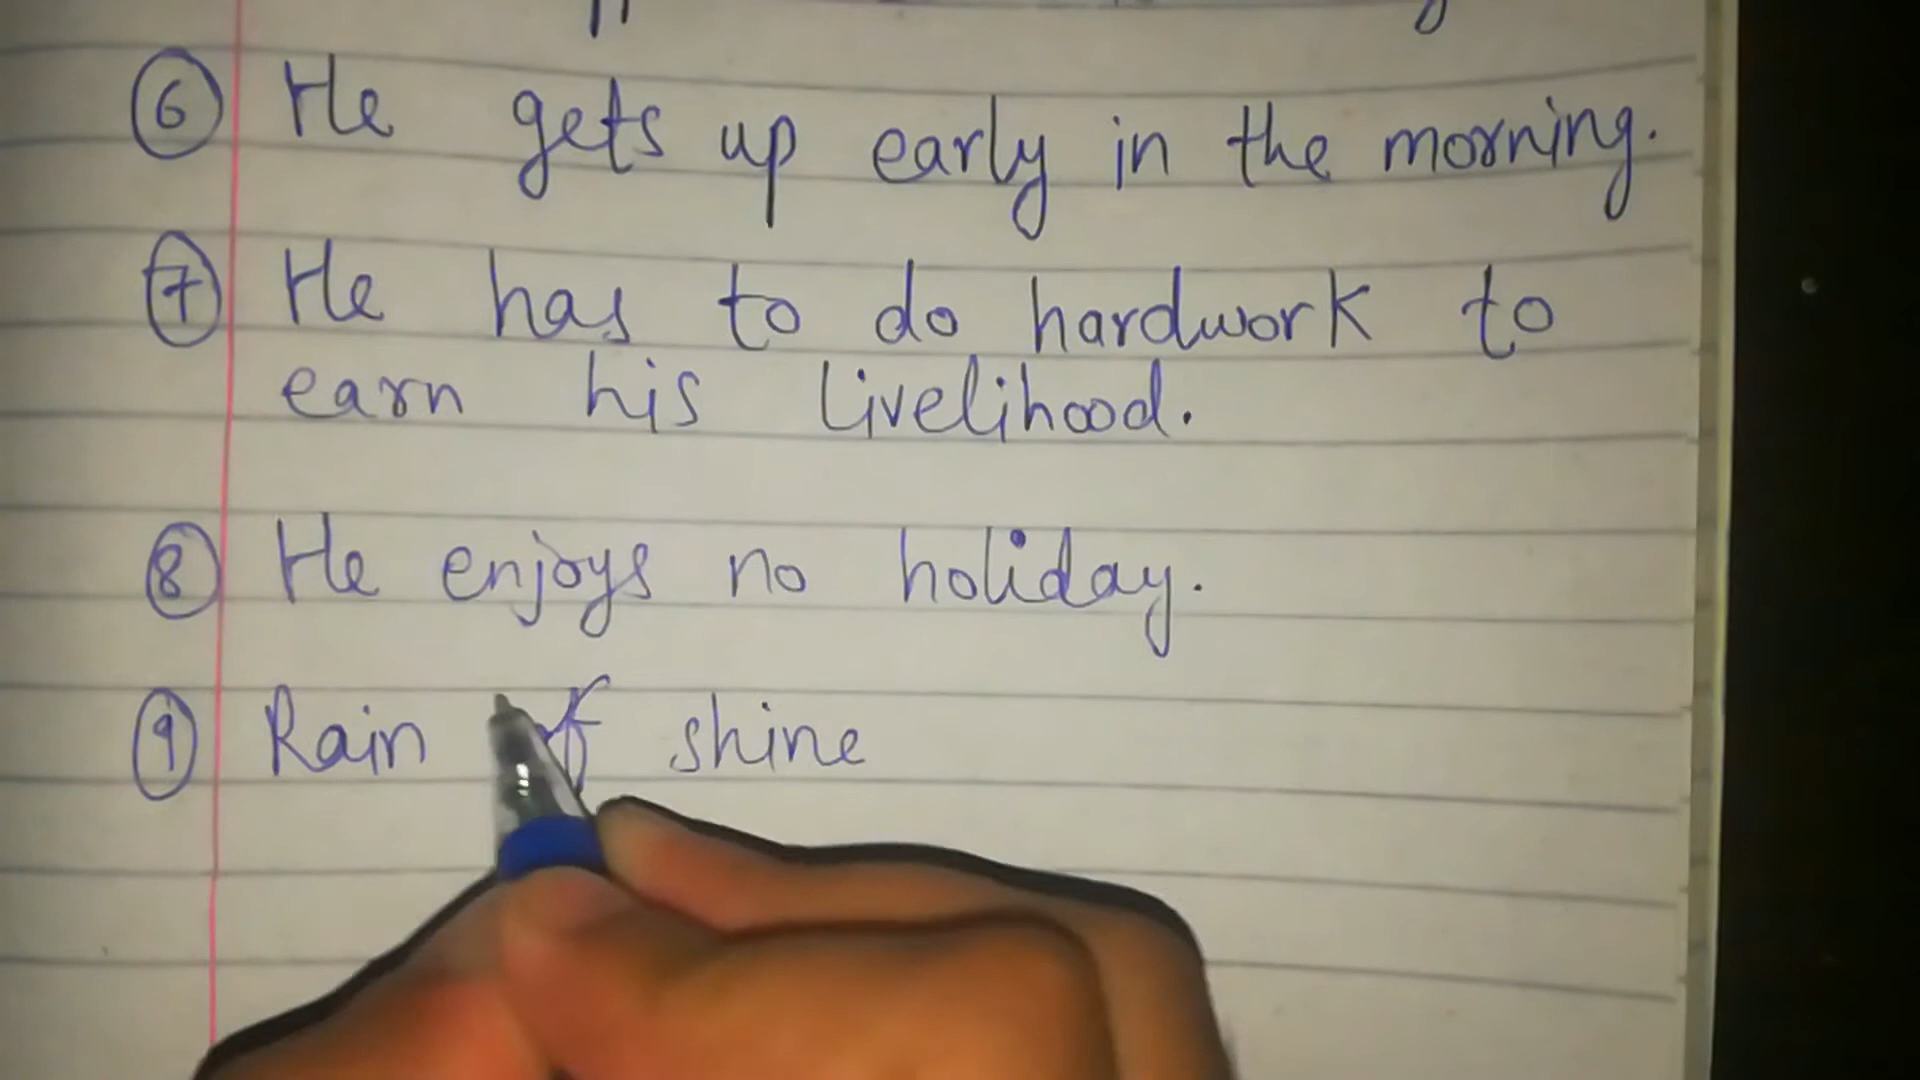 6 He gets up early in the morning.
7 He has to do hardwork to
earn his livelihood.
8 He enjoys no holiday.
9 Rain of shine